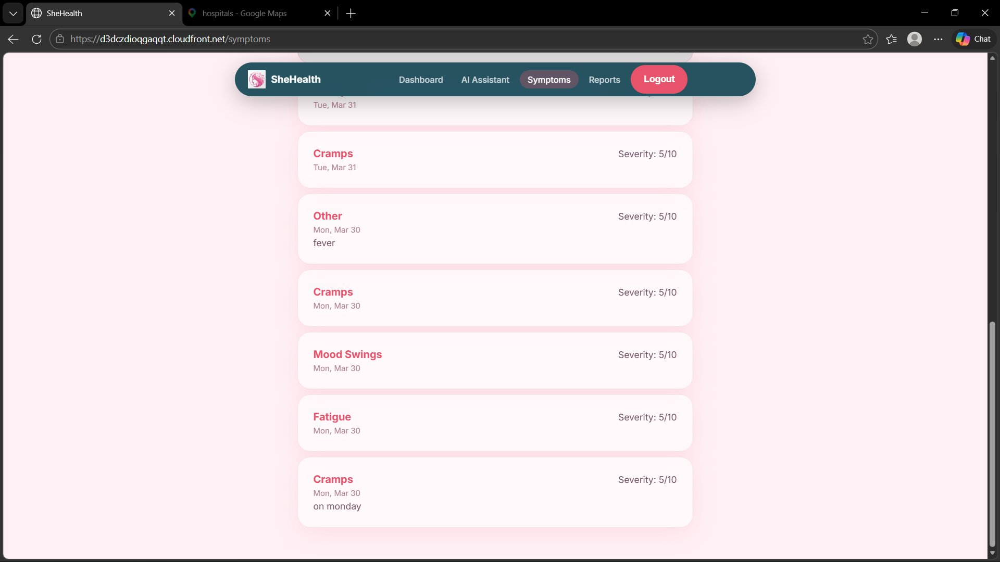 SheHealth
hospitals - Google Maps
https://d3dczdioqgaqqt.cloudfront.net/symptoms
Chat
SheHealth
Dashboard
AI Assistant
Symptoms
Reports
Logout
Tue, Mar 31
Cramps
Severity: 5/10
Tue, Mar 31
Other
Severity: 5/10
Mon, Mar 30
fever
Cramps
Severity: 5/10
Mon, Mar 30
Mood Swings
Severity: 5/10
Mon, Mar 30
Fatigue
Severity: 5/10
Mon, Mar 30
Cramps
Severity: 5/10
Mon, Mar 30
on monday